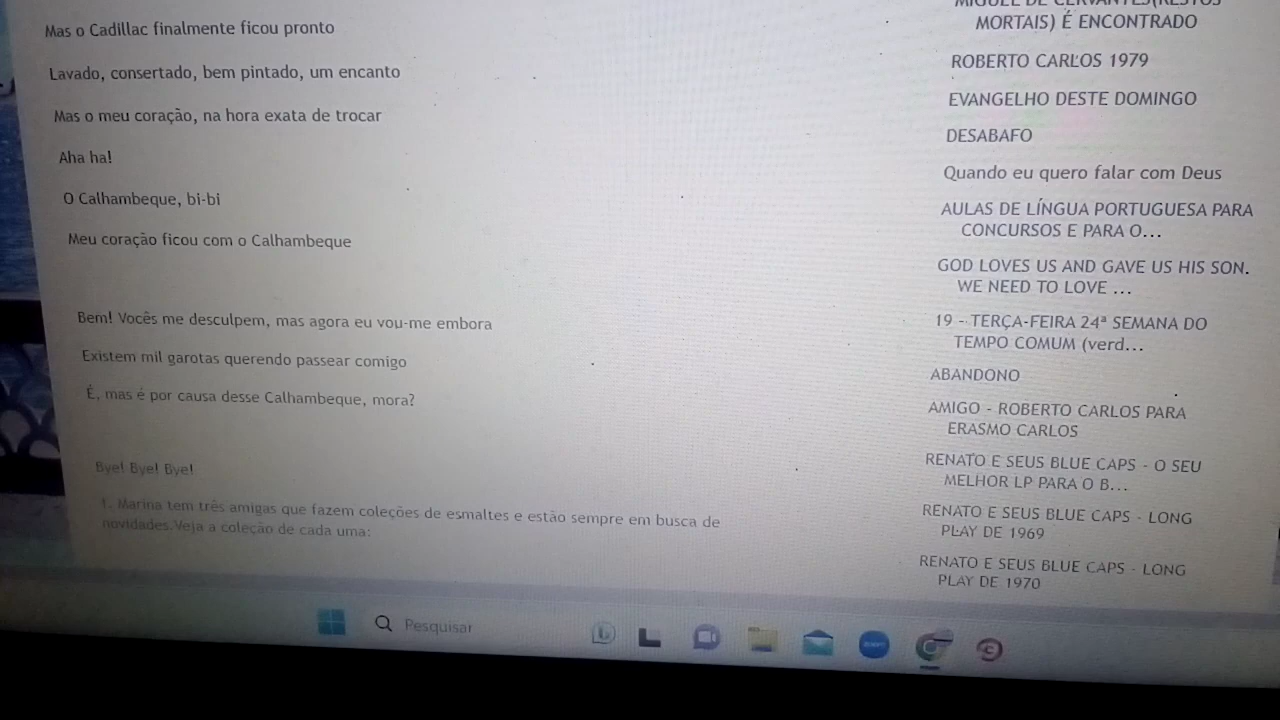 Mas o Cadillac finalmente ficou pronto
Lavado, consertado, bem pintado, um encanto
Mas o meu coração, na hora exata de trocar
Aha ha!
O Calhambeque, bi-bi
Meu coração ficou com o Calhambeque
Bem! Vocês me desculpem, mas agora eu vou-me embora
Existem mil garotas querendo passear comigo
É, mas é por causa desse Calhambeque, mora?
Bye! Bye! Bye!
1. Marina tem três amigas que fazem coleções de esmaltes e estão sempre em busca de
novidades.Veja a coleção de cada uma:
MIGUEL DE CERVANTES(RESTOS
MORTAIS) É ENCONTRADO
ROBERTO CARLOS 1979
EVANGELHO DESTE DOMINGO
DESABAFO
Quando eu quero falar com Deus
AULAS DE LÍNGUA PORTUGUESA PARA
CONCURSOS E PARA O...
GOD LOVES US AND GAVE US HIS SON.
WE NEED TO LOVE ...
19 - TERÇA-FEIRA 24ª SEMANA DO
TEMPO COMUM (verd...
ABANDONO
AMIGO - ROBERTO CARLOS PARA
ERASMO CARLOS
RENATO E SEUS BLUE CAPS - O SEU
MELHOR LP PARA O B...
RENATO E SEUS BLUE CAPS - LONG
PLAY DE 1969
RENATO E SEUS BLUE CAPS - LONG
PLAY DE 1970
Pesquisar